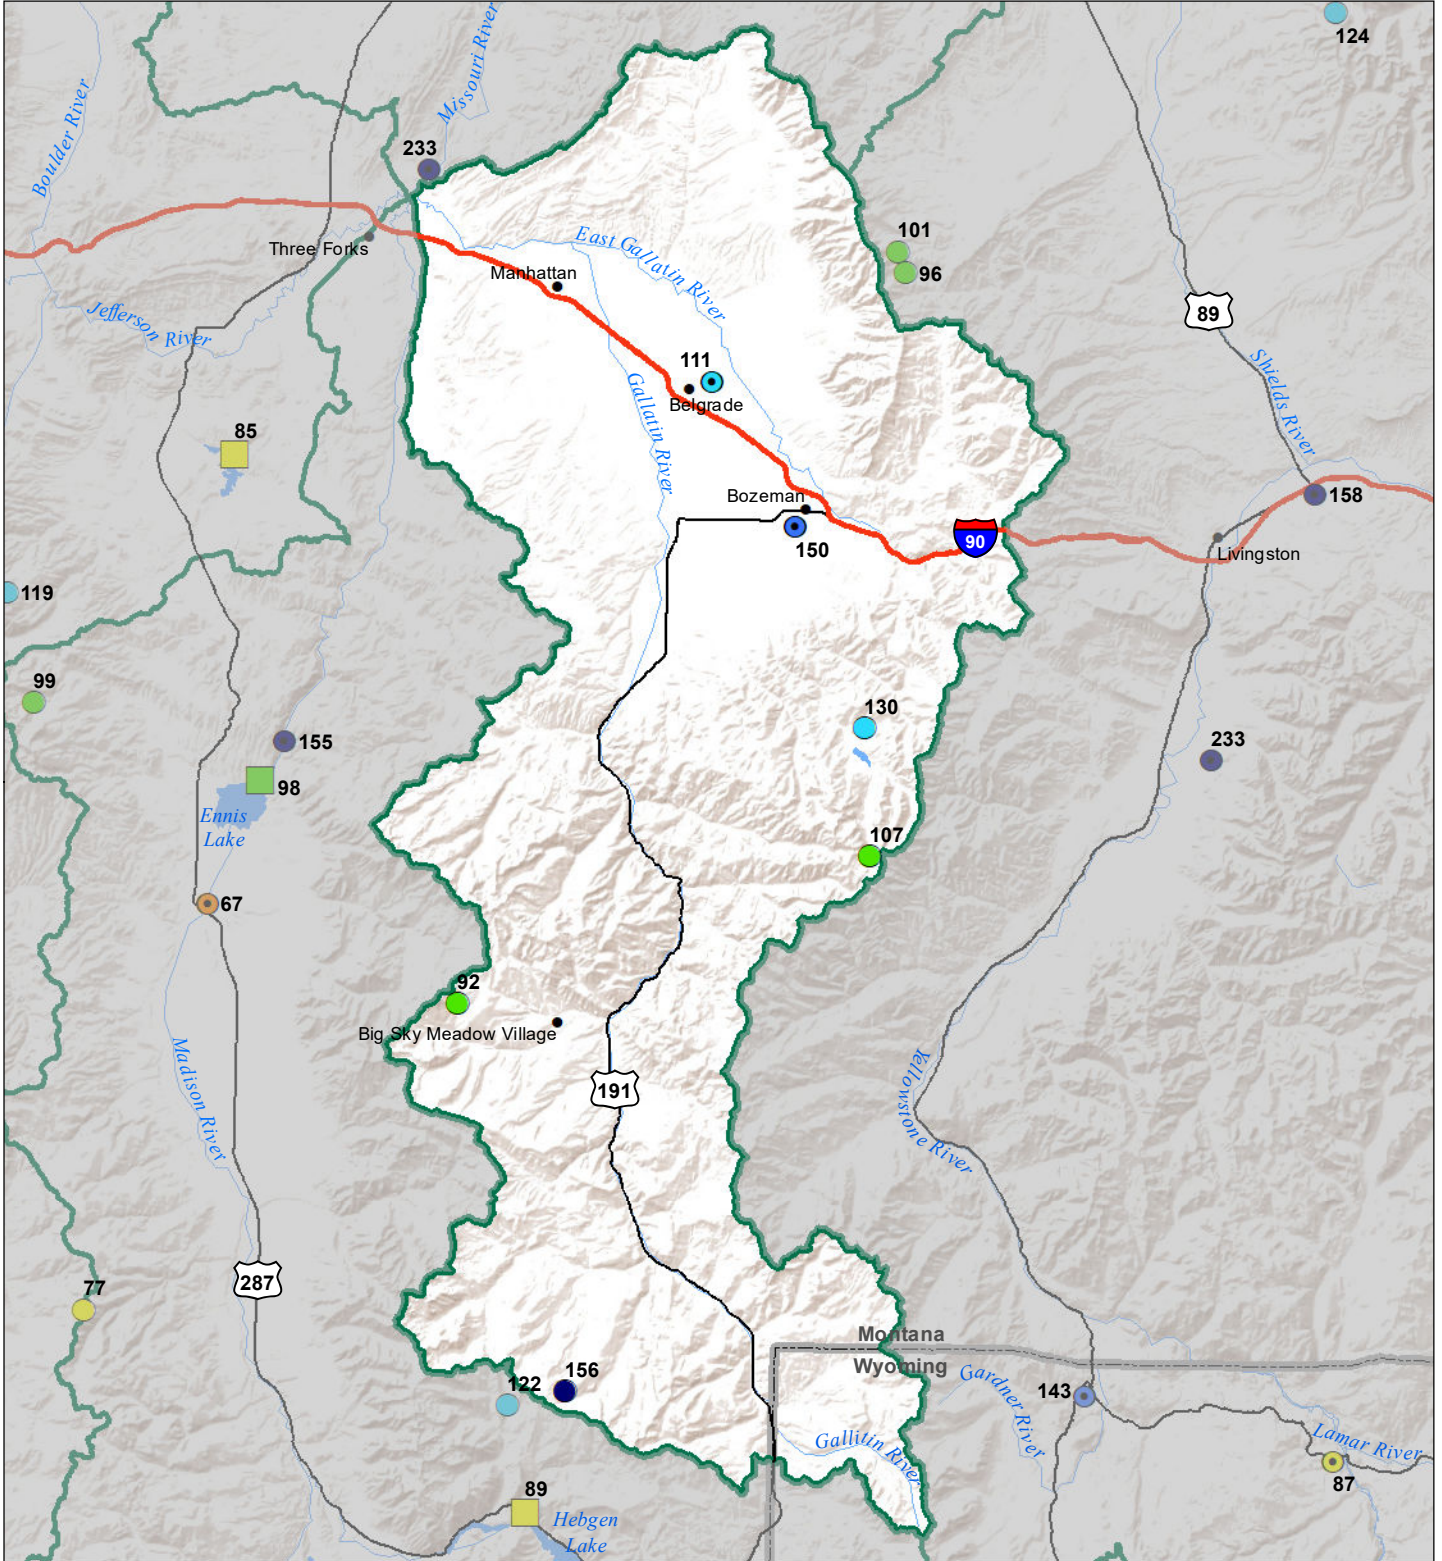 124
Missouri River
Boulder River
233
101
96
Three Forks
East Gallatin River
Manhattan
89
Jefferson River
111
Belgrade
Gallatin River
Shields River
85
Bozeman
158
150
90
Livingston
119
99
130
155
233
98
Ennis
Lake
107
67
92
Big Sky Meadow Village
Madison River
191
Yellowstone River
77
287
Montana
Wyoming
122
156
143
Gardner River
Gallitin River
Lamar River
87
89
Hebgen
Lake